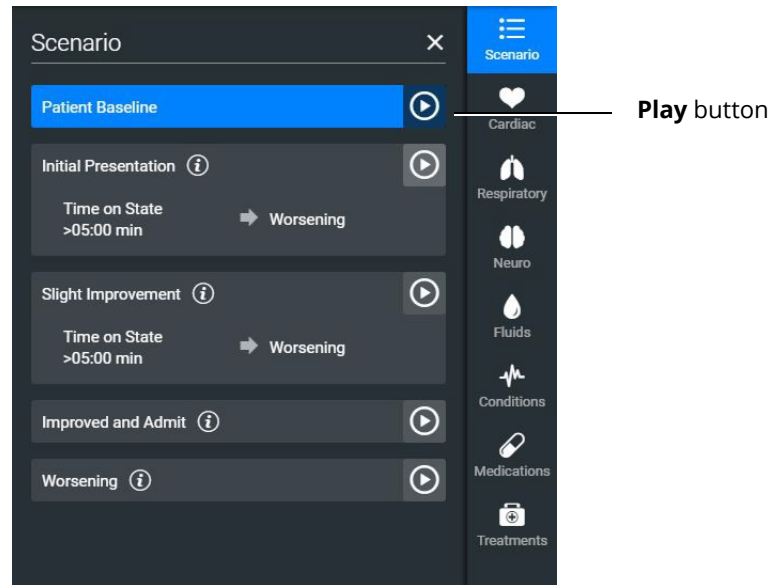 Scenario
Patient Baseline
Initial Presentation
Time on State
>05:00 min
Worsening
Slight Improvement
Time on State
>05:00 min
Worsening
Improved and Admit
Worsening
Scenario
Cardiac
Respiratory
Neuro
Fluids
Conditions
Medications
Treatments
Play button